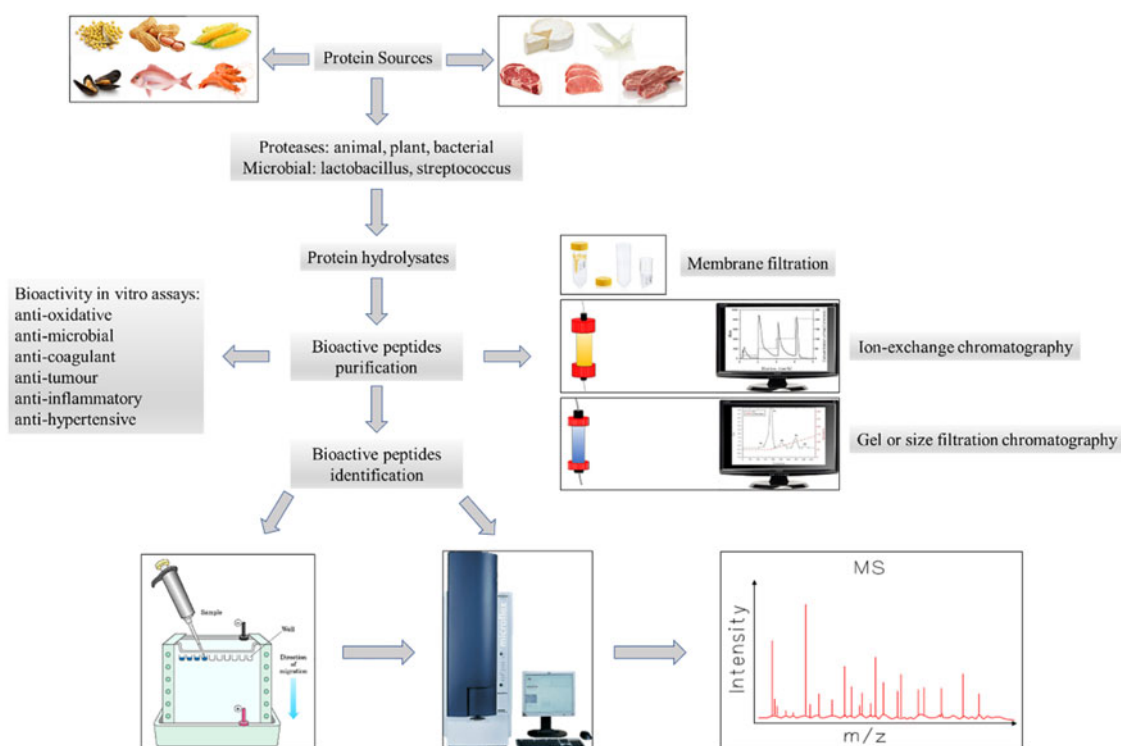 Protein Sources
Proteases: animal, plant, bacterial
Microbial: lactobacillus, streptococcus
Protein hydrolysates
Membrane filtration
Bioactivity in vitro assays:
anti-oxidative
anti-microbial
anti-coagulant
anti-tumour
anti-inflammatory
anti-hypertensive
Bioactive peptides
purification
Ion-exchange chromatography
Gel or size filtration chromatography
Bioactive peptides
identification
Sample
Well
Direction
of
migration
MS
Intensity
m/z